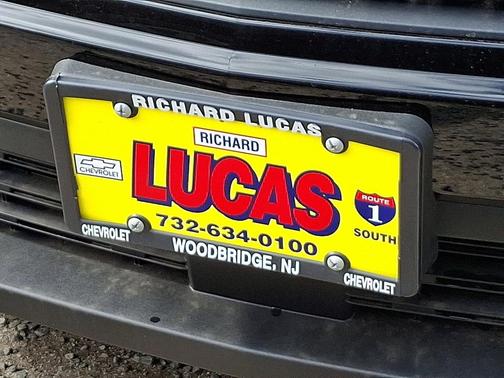 RICHARD LUCAS
RICHARD
LUCAS
CHEVROLET
ROUTE
1
SOUTH
732-634-0100
CHEVROLET
WOODBRIDGE, NJ
CHEVROLET